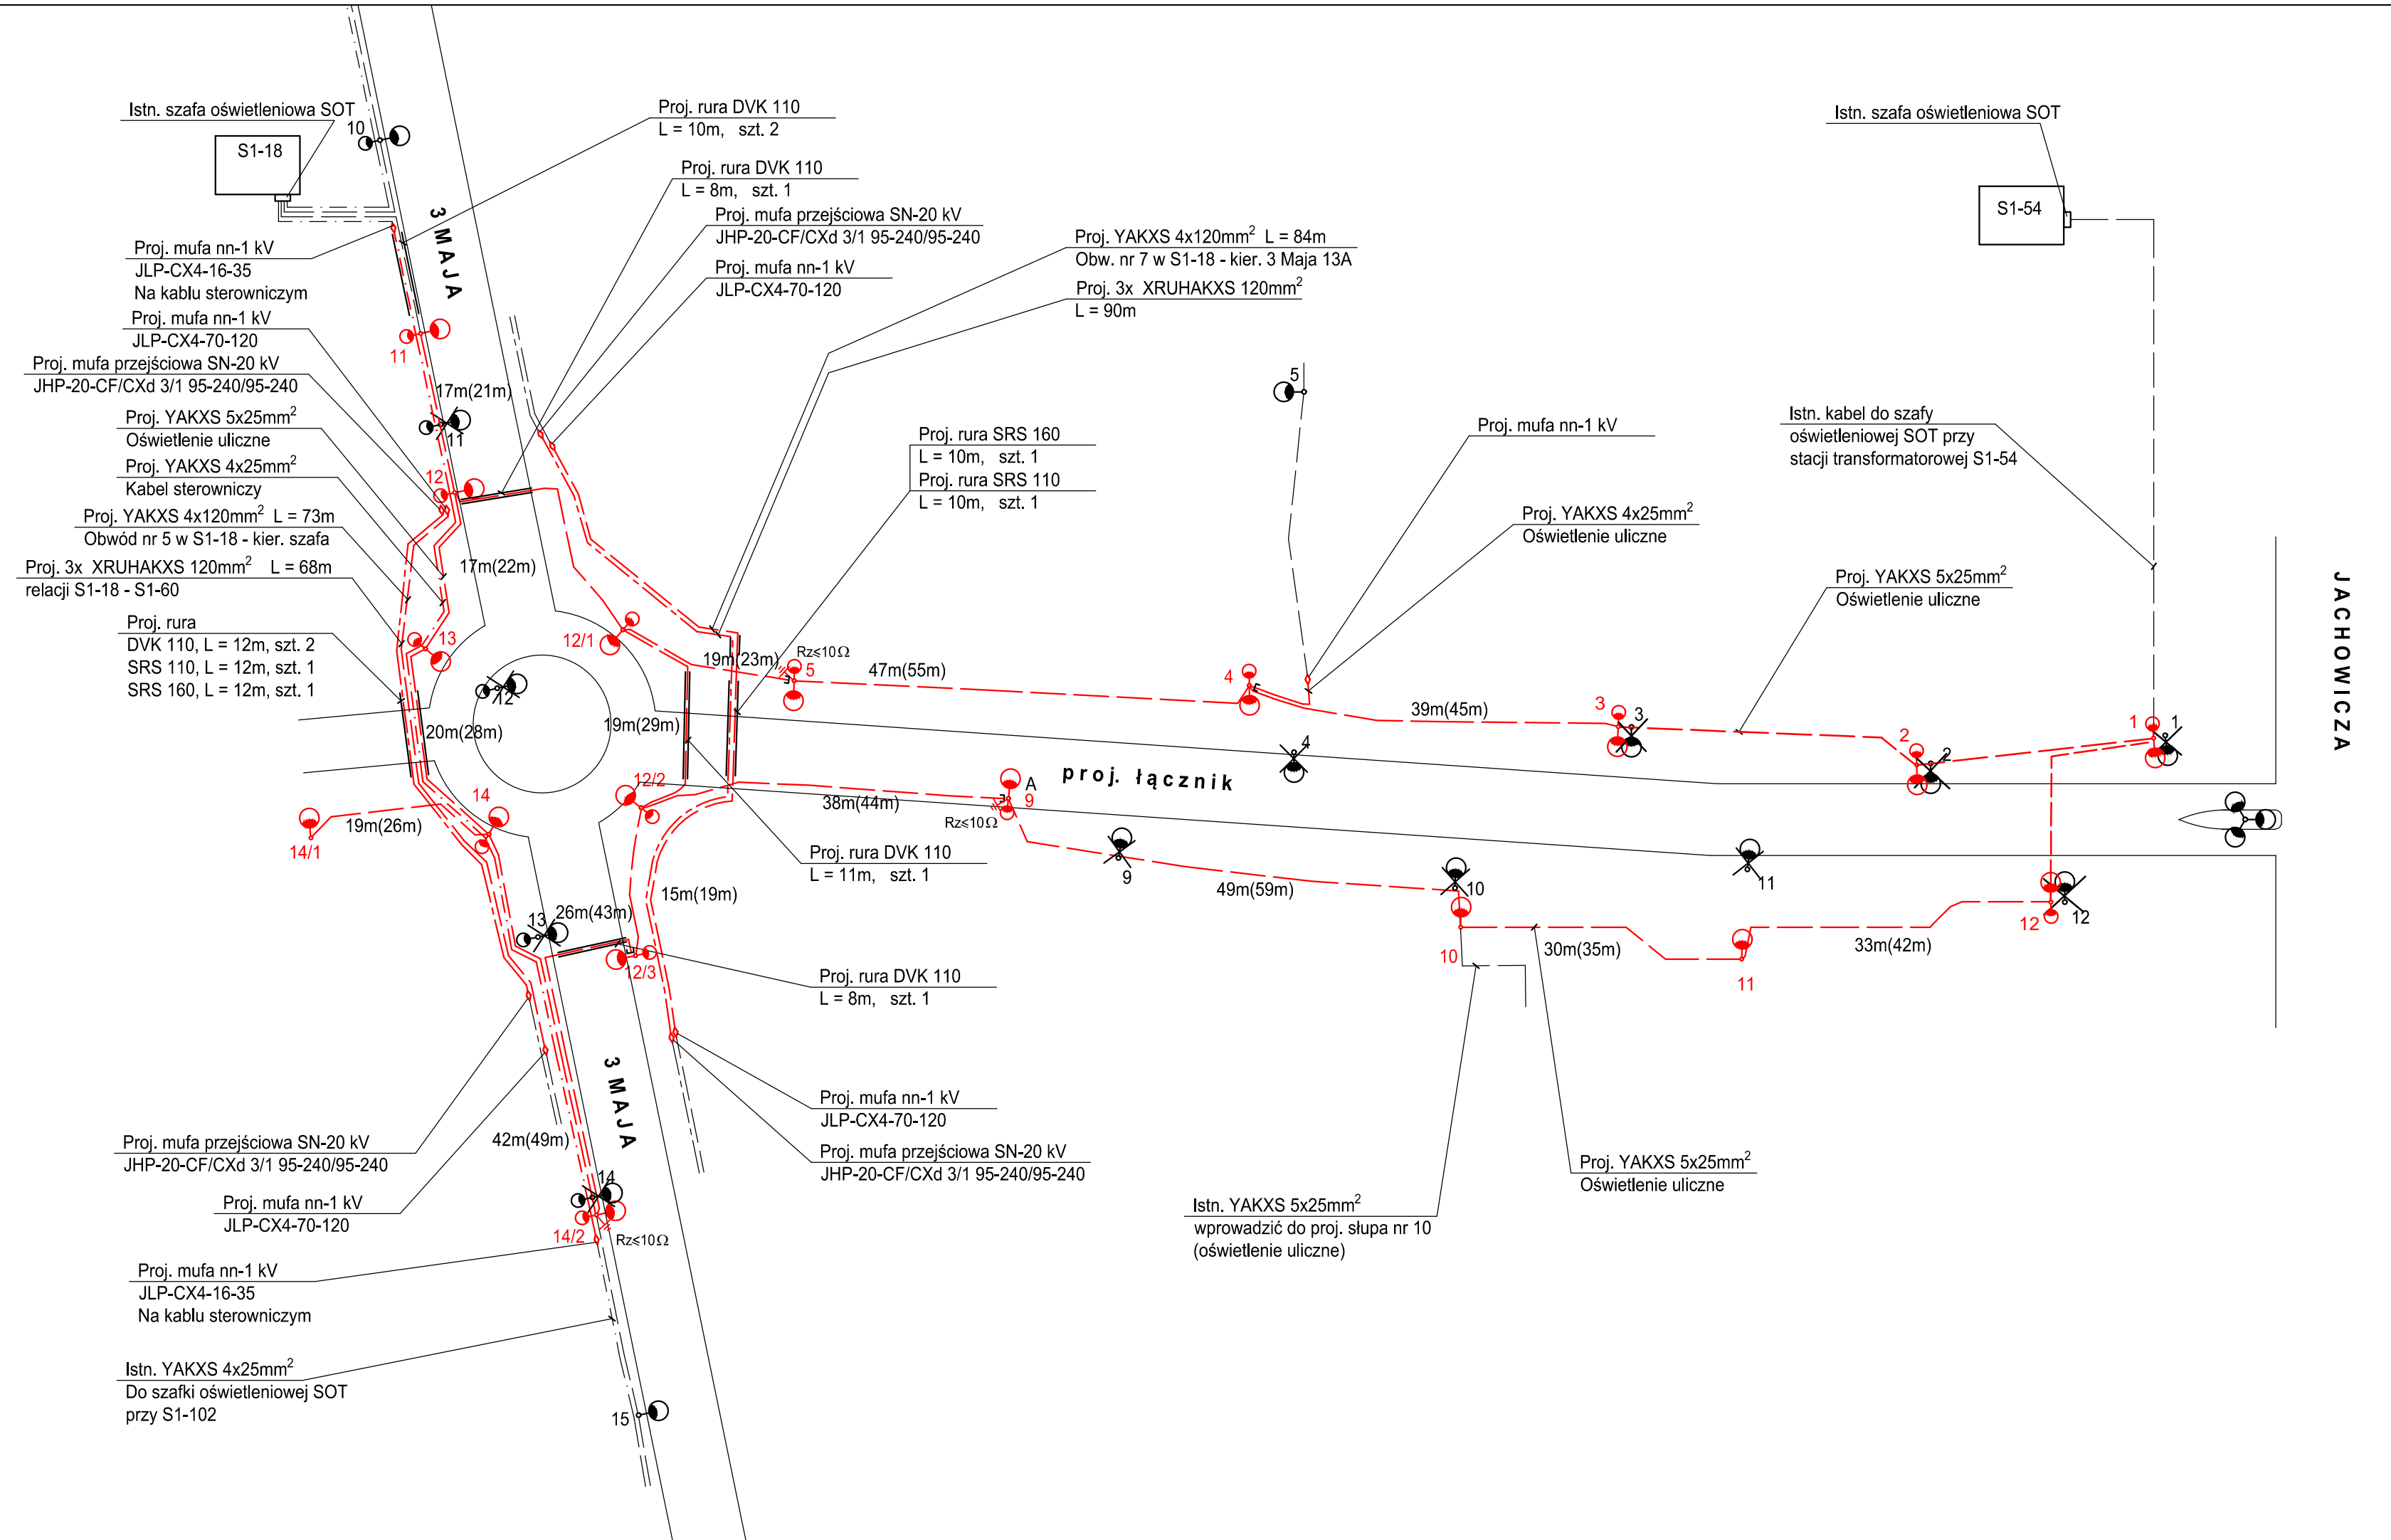 Istn. szafa oświetleniowa SOT
S1-18
10
3 MAJA
Proj. rura DVK 110
L = 10m, szt. 2
Proj. rura DVK 110
L = 8m, szt. 1
Proj. mufa przejściowa SN-20 kV
JHP-20-CF/CXd 3/1 95-240/95-240
Proj. mufa nn-1 kV
JLP-CX4-70-120
Proj. YAKXS 4x120mm² L = 84m
Obw. nr 7 w S1-18 - kier. 3 Maja 13A
Proj. 3x XRUHAKXS 120mm²
L = 90m
Istn. szafa oświetleniowa SOT
S1-54
Proj. mufa nn-1 kV
JLP-CX4-16-35
Na kablu sterowniczym
Proj. mufa nn-1 kV
JLP-CX4-70-120
Proj. mufa przejściowa SN-20 kV
JHP-20-CF/CXd 3/1 95-240/95-240
Proj. YAKXS 5x25mm²
Oświetlenie uliczne
Proj. YAKXS 4x25mm²
Kabel sterowniczy
Proj. YAKXS 4x120mm² L = 73m
Obwód nr 5 w S1-18 - kier. szafa
Proj. 3x XRUHAKXS 120mm² L = 68m
relacji S1-18 - S1-60
Proj. rura
DVK 110, L = 12m, szt. 2
SRS 110, L = 12m, szt. 1
SRS 160, L = 12m, szt. 1
11
17m(21m)
11
12
17m(22m)
13
12
12/1
19m(23m)
Rz≤10Ω
5
47m(55m)
Proj. rura SRS 160
L = 10m, szt. 1
Proj. rura SRS 110
L = 10m, szt. 1
5
Proj. mufa nn-1 kV
Proj. YAKXS 4x25mm²
Oświetlenie uliczne
Istn. kabel do szafy
oświetleniowej SOT przy
stacji transformatorowej S1-54
Proj. YAKXS 5x25mm²
Oświetlenie uliczne
JACHOWICZA
4
39m(45m)
3
3
2
2
1
1
4
proj. łącznik
20m(28m)
19m(29m)
12/2
14
19m(26m)
14/1
38m(44m)
A
9
Rz≤10Ω
9
49m(59m)
10
11
12
12
10
30m(35m)
11
33m(42m)
Proj. rura DVK 110
L = 11m, szt. 1
15m(19m)
13
26m(43m)
12/3
Proj. rura DVK 110
L = 8m, szt. 1
3 MAJA
Proj. mufa nn-1 kV
JLP-CX4-70-120
Proj. mufa przejściowa SN-20 kV
JHP-20-CF/CXd 3/1 95-240/95-240
Proj. mufa przejściowa SN-20 kV
JHP-20-CF/CXd 3/1 95-240/95-240
42m(49m)
Proj. mufa nn-1 kV
JLP-CX4-70-120
14
14/2
Rz≤10Ω
Proj. mufa nn-1 kV
JLP-CX4-16-35
Na kablu sterowniczym
Istn. YAKXS 4x25mm²
Do szafki oświetleniowej SOT
przy S1-102
15
Istn. YAKXS 5x25mm²
wprowadzić do proj. słupa nr 10
(oświetlenie uliczne)
Proj. YAKXS 5x25mm²
Oświetlenie uliczne